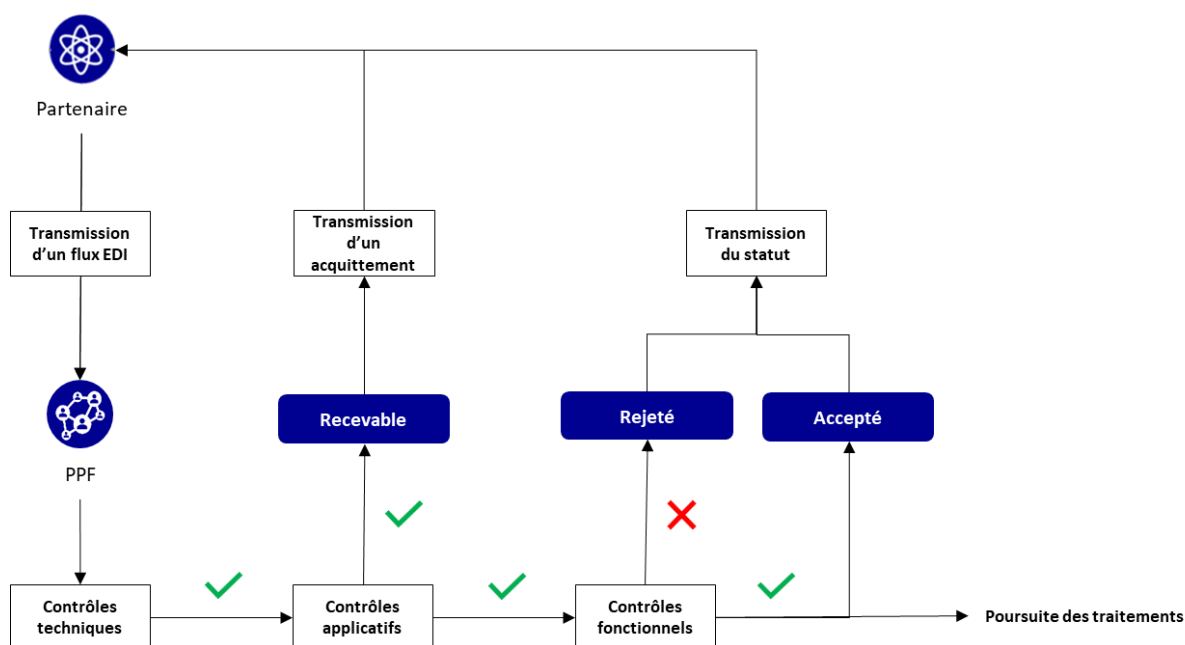 Partenaire
Transmission
d'un flux EDI
Transmission
d'un
acquittement
Transmission
du statut
Recevable
Rejeté
Accepté
PPF
Contrôles
techniques
Contrôles
applicatifs
Contrôles
fonctionnels
Poursuite des traitements